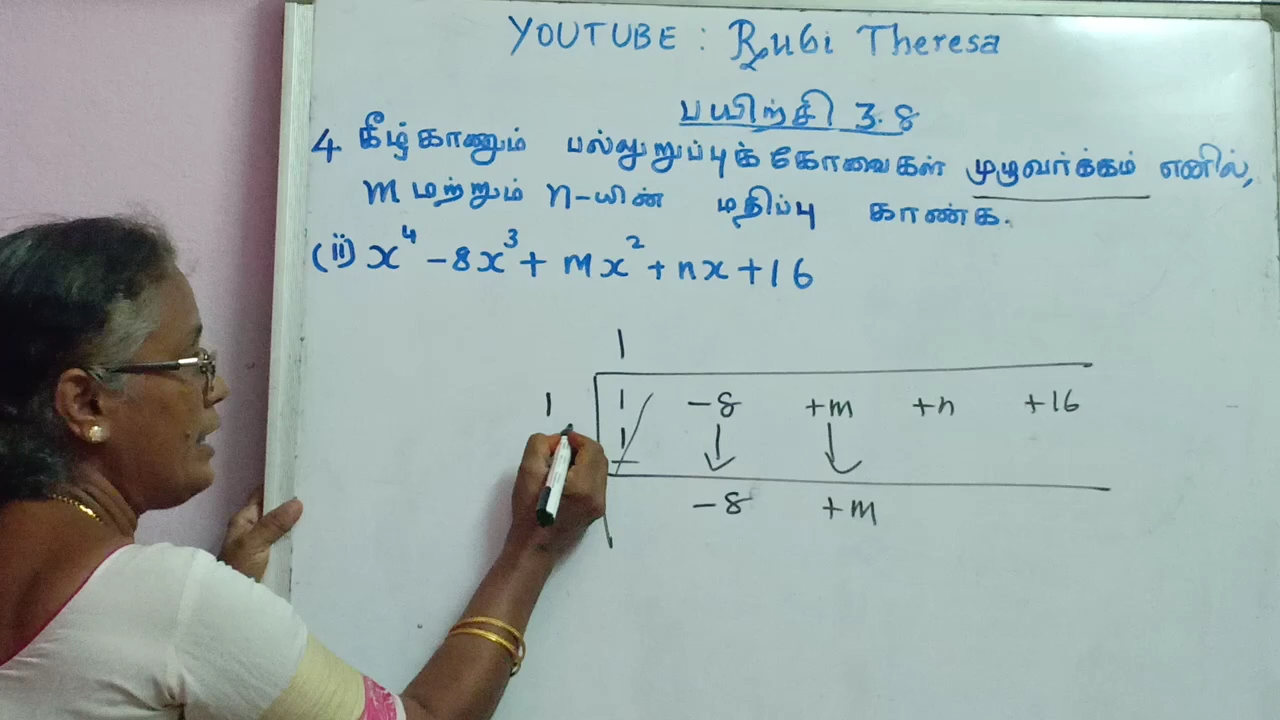 YOUTUBE : Rubi Theresa
பயிற்சி 3.8
4. கீழ்காணும் பல்லுறுப்புக்கோவைகள் முழுவர்க்கம் எனில்,
m மற்றும் n-யின் மதிப்பு காண்க.
(ii) x⁴ - 8x³ + mx² + nx + 16
1
1 1 -8 +m +n +16
1
-8 +m